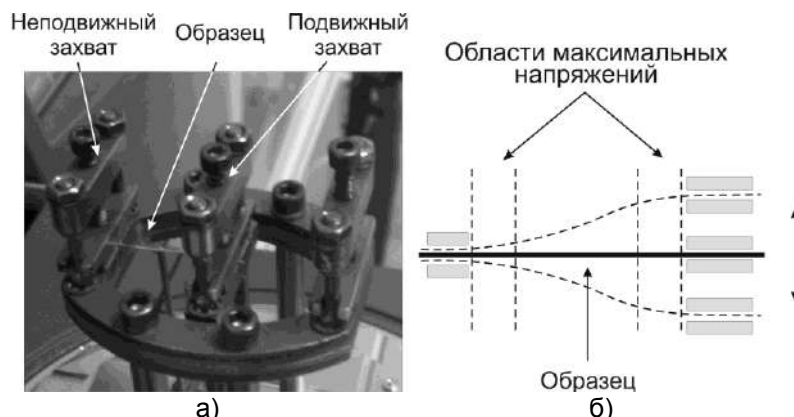 Неподвижный
захват
Образец
Подвижный
захват
Области максимальных
напряжений
Образец
а)
б)